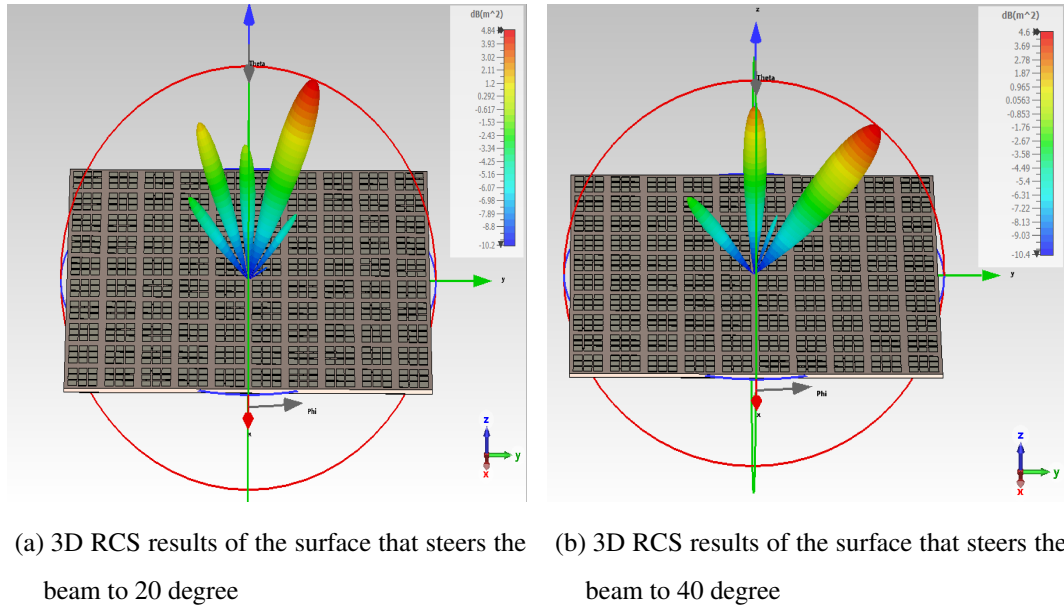 dB(m^2)
4.84
3.93
3.02
2.11
1.2
0.292
-0.617
-1.53
-2.43
-3.34
-4.25
-5.16
-6.07
-6.98
-7.89
-8.8
-10.2
Theta
y
Phi
x
z
y
x
dB(m^2)
4.6
3.69
2.78
1.87
0.965
0.0563
-0.851
-1.76
-2.67
-3.58
-4.49
-5.4
-6.31
-7.22
-8.13
-9.03
-10.4
z
Theta
y
Phi
x
z
y
x
(a) 3D RCS results of the surface that steers the
beam to 20 degree
(b) 3D RCS results of the surface that steers the
beam to 40 degree